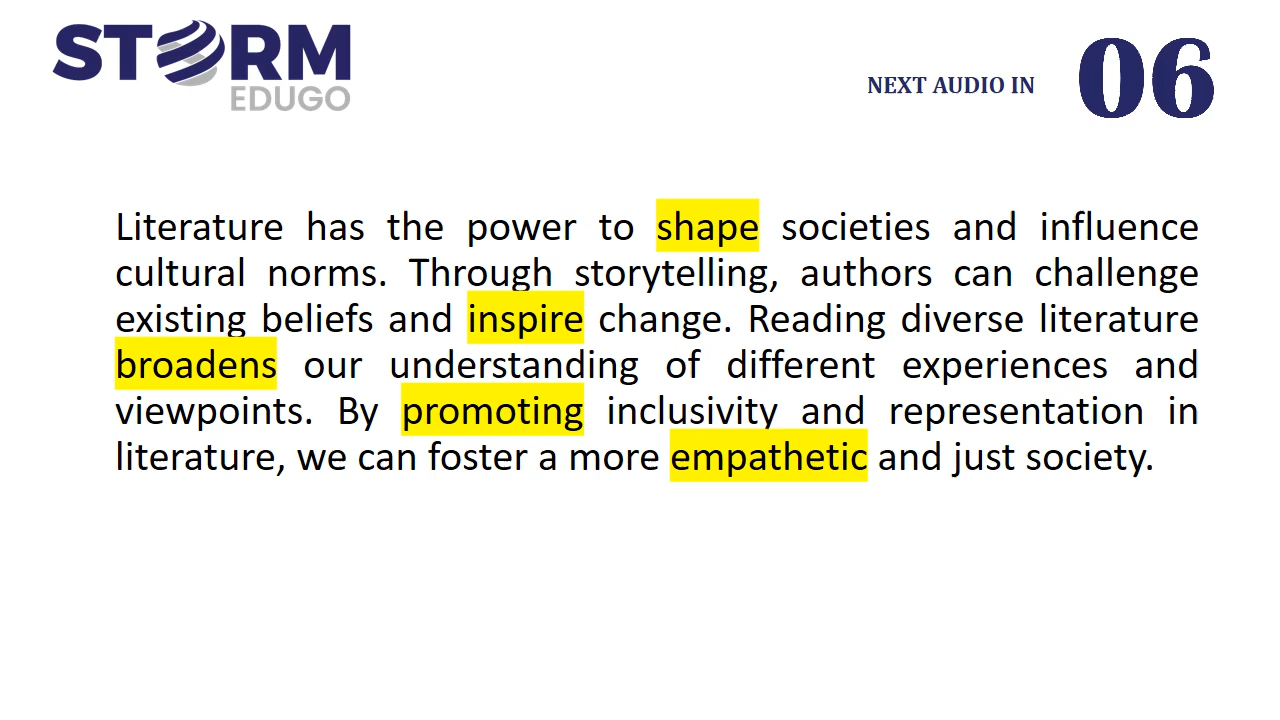 STORM
EDUGO
NEXT AUDIO IN 06
Literature has the power to shape societies and influence
cultural norms. Through storytelling, authors can challenge
existing beliefs and inspire change. Reading diverse literature
broadens our understanding of different experiences and
viewpoints. By promoting inclusivity and representation in
literature, we can foster a more empathetic and just society.